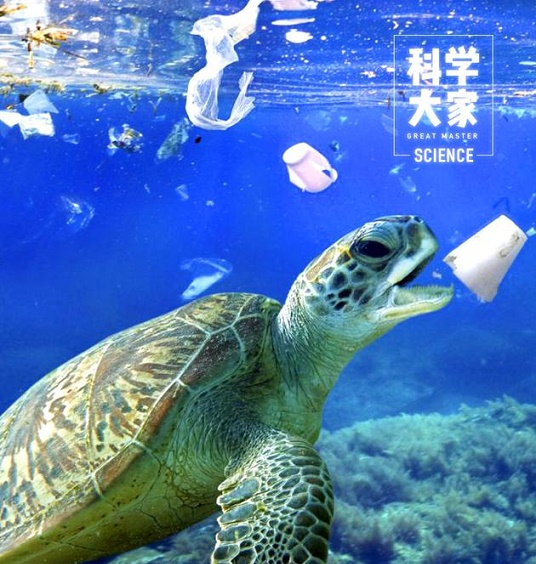 科学
大家
GREAT MASTER
SCIENCE